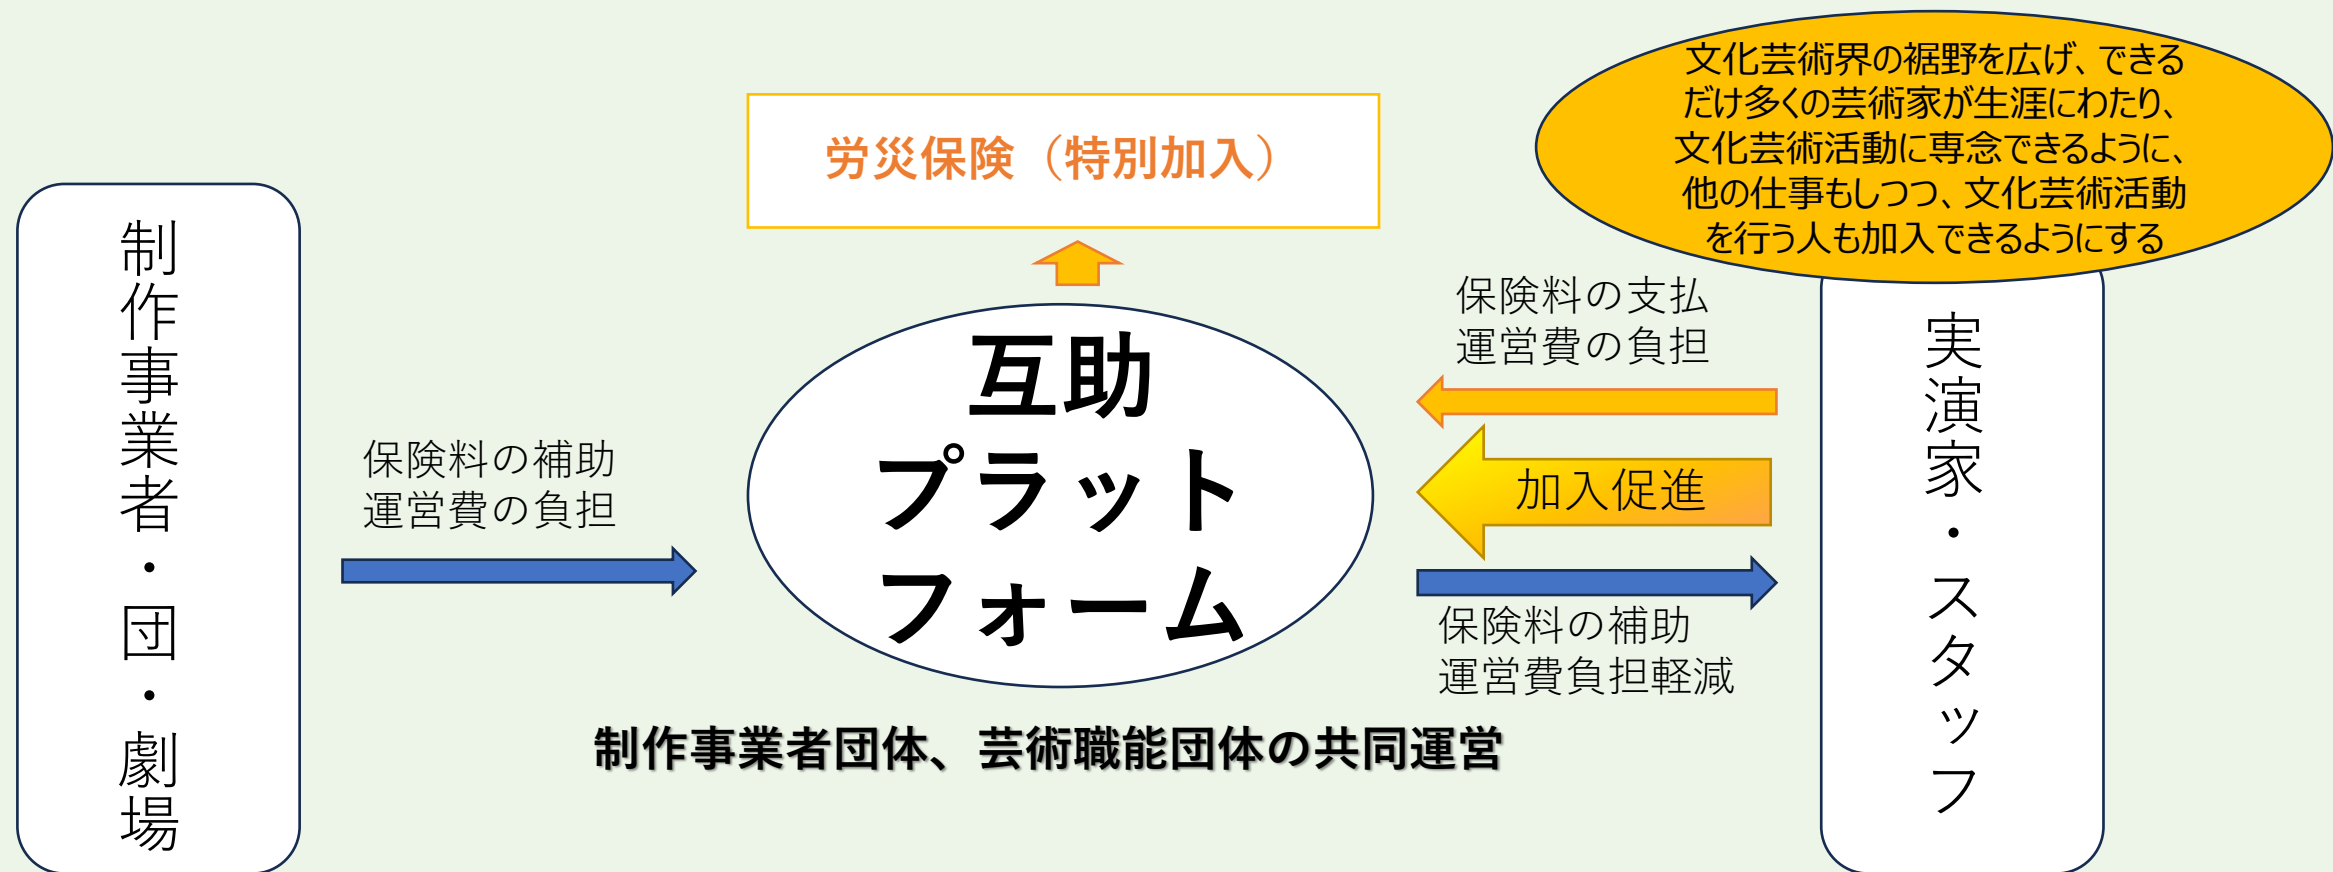 文化芸術界の裾野を広げ、できる
だけ多くの芸術家が生涯にわたり、
文化芸術活動に専念できるように、
他の仕事もしつつ、文化芸術活動
を行う人も加入できるようにする
労災保険（特別加入）
制作事業者・団・劇場
保険料の補助
運営費の負担
互助
プラット
フォーム
保険料の支払
運営費の負担
加入促進
保険料の補助
運営費負担軽減
実演家・スタッフ
制作事業者団体、芸術職能団体の共同運営